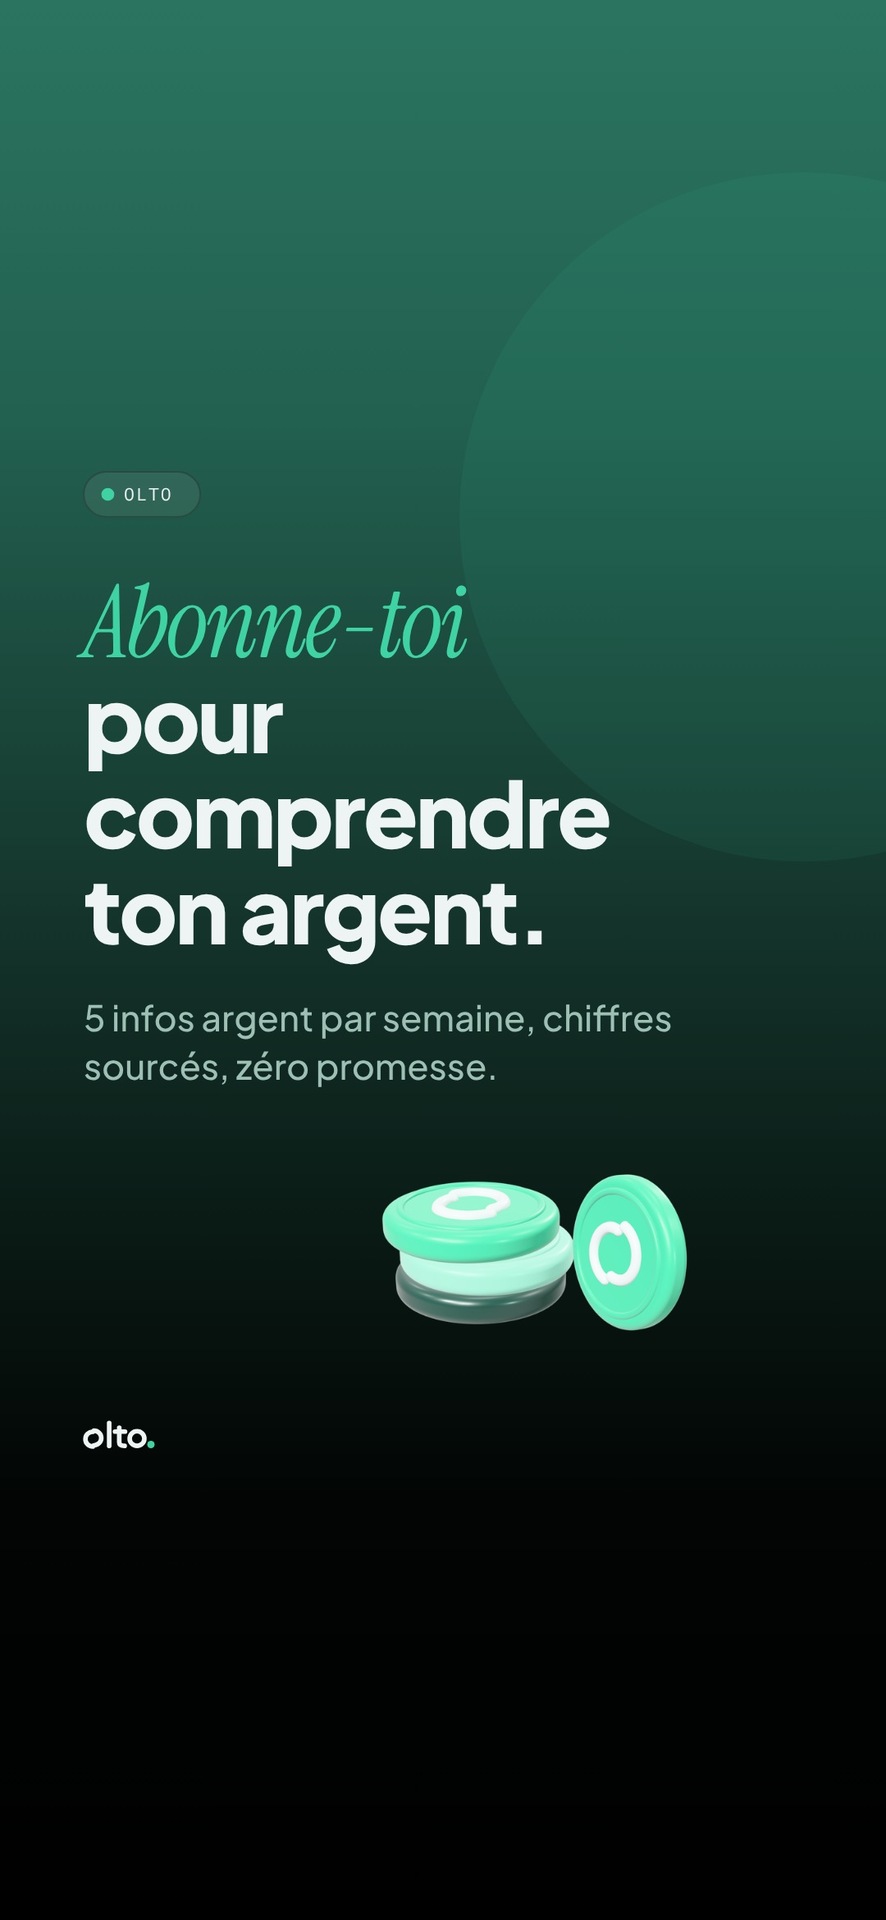 OLTO
Abonne-toi
pour
comprendre
ton argent.
5 infos argent par semaine, chiffres
sourcés, zéro promesse.
olto.